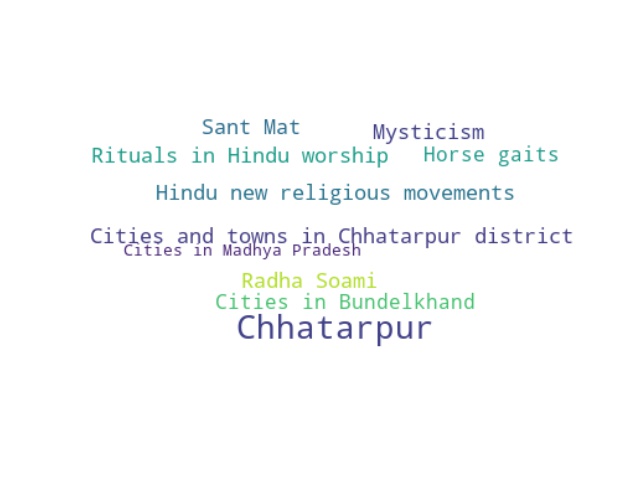 Sant Mat
Mysticism
Rituals in Hindu worship
Horse gaits
Hindu new religious movements
Cities and towns in Chhatarpur district
Cities in Madhya Pradesh
Radha Soami
Cities in Bundelkhand
Chhatarpur